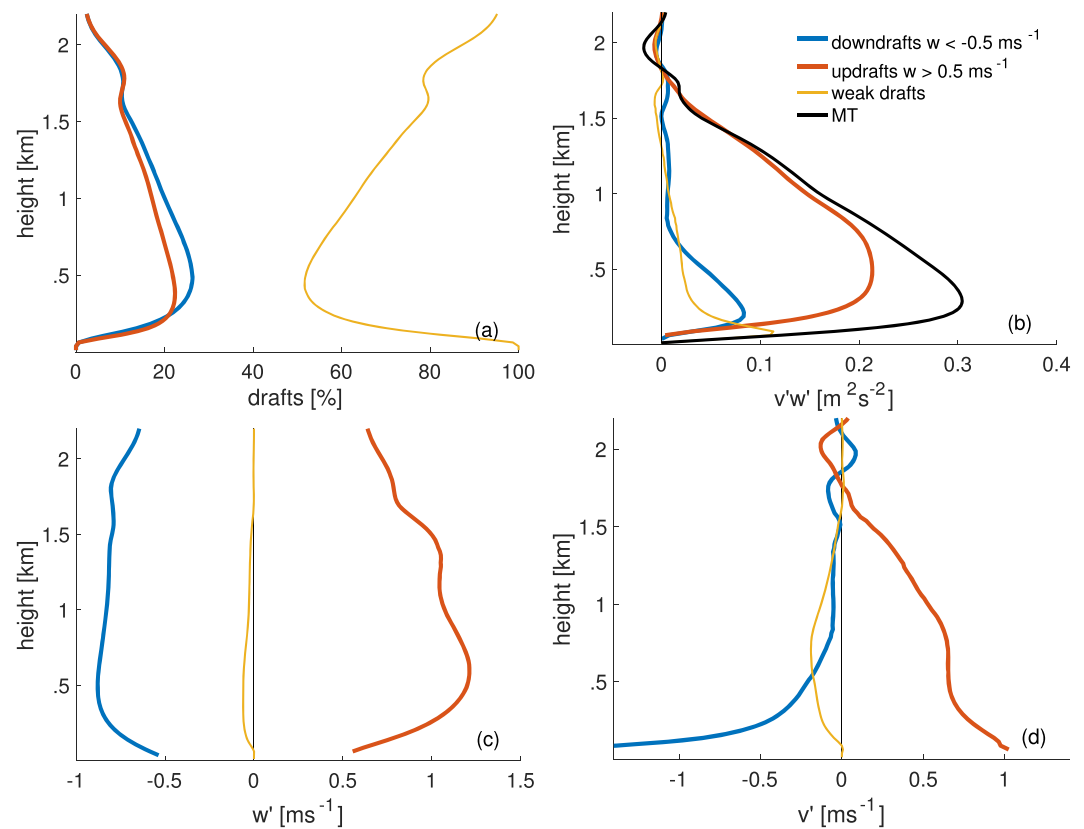 2
1.5
1
.5
height [km]
(a)
0 20 40 60 80 100
drafts [%]
downdrafts w < -0.5 ms⁻¹
updrafts w > 0.5 ms⁻¹
weak drafts
MT
2
1.5
1
.5
height [km]
(b)
0 0.1 0.2 0.3 0.4
v'w' [m²s⁻²]
2
1.5
1
.5
height [km]
(c)
-1 -0.5 0 0.5 1 1.5
w' [ms⁻¹]
2
1.5
1
.5
height [km]
(d)
-1 -0.5 0 0.5 1
v' [ms⁻¹]